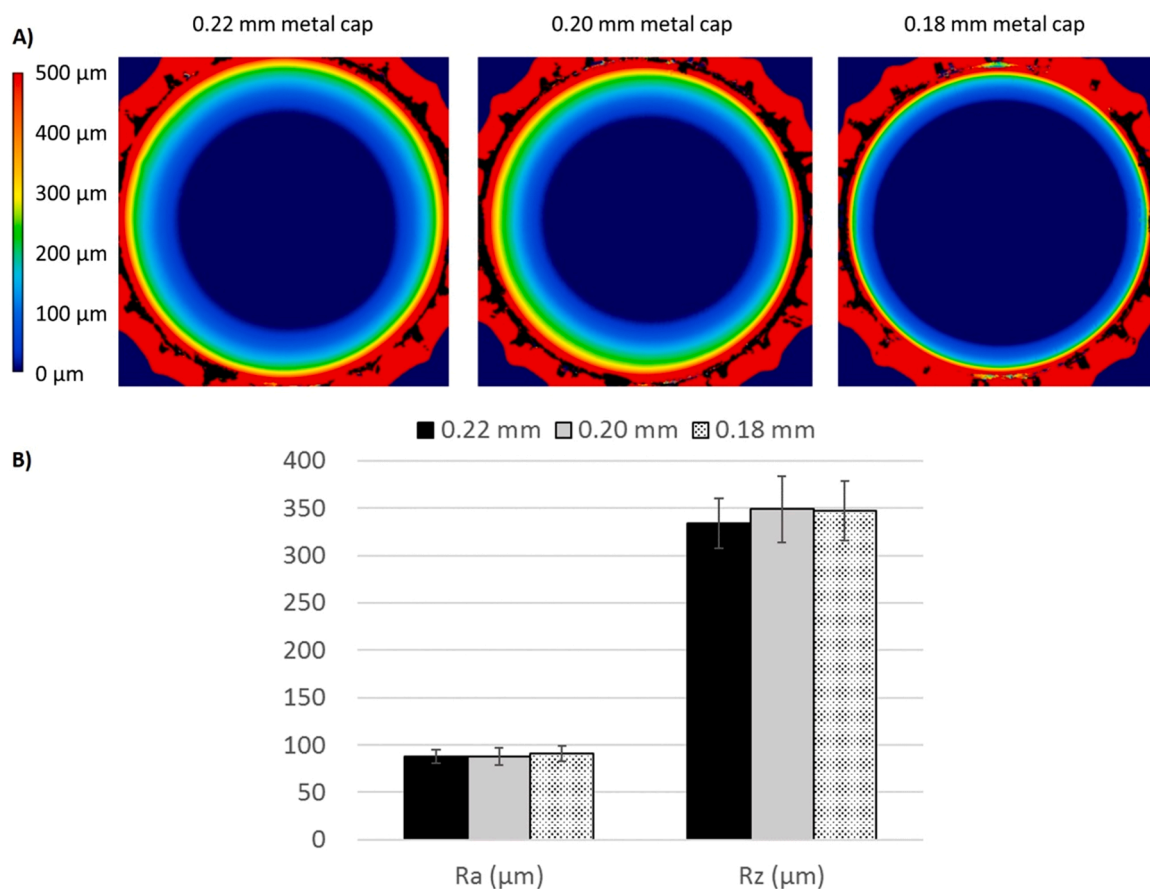 A)
0.22 mm metal cap
0.20 mm metal cap
0.18 mm metal cap
500 µm
400 µm
300 µm
200 µm
100 µm
0 µm
B)
0.22 mm 0.20 mm 0.18 mm
400
350
300
250
200
150
100
50
0
Ra (µm) Rz (µm)